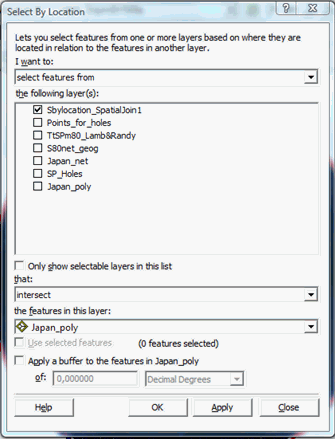 Select By Location
Lets you select features from one or more layers based on where they are
located in relation to the features in another layer.
I want to:
select features from
the following layer(s):
Sbylocation_SpatialJoin1
Points_for_holes
TtSPm80_Lamb&Randy
S80net_geog
Japan_net
SP_Holes
Japan_poly
Only show selectable layers in this list
that:
intersect
the features in this layer:
Japan_poly
Use selected features (0 features selected)
Apply a buffer to the features in Japan_poly
of: 0,000000 Decimal Degrees
Help OK Apply Close